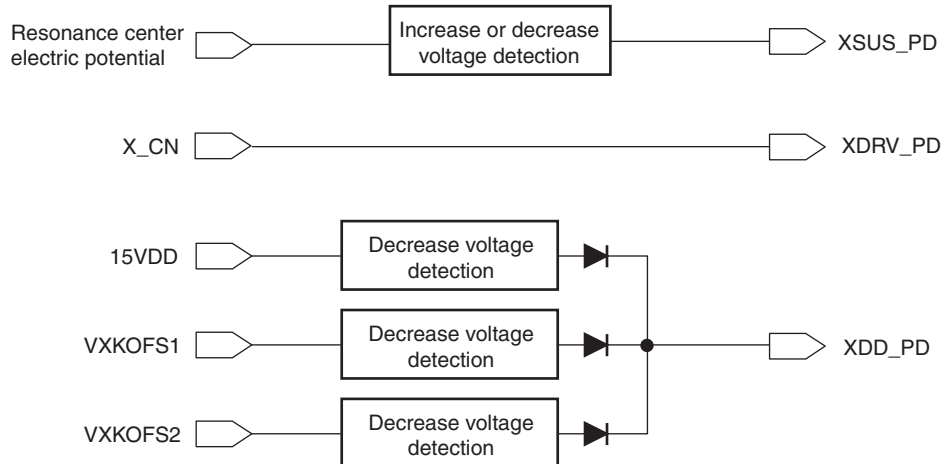 Resonance center
electric potential
Increase or decrease
voltage detection
XSUS_PD
X_CN
XDRV_PD
15VDD
Decrease voltage
detection
VXKOFS1
Decrease voltage
detection
XDD_PD
VXKOFS2
Decrease voltage
detection